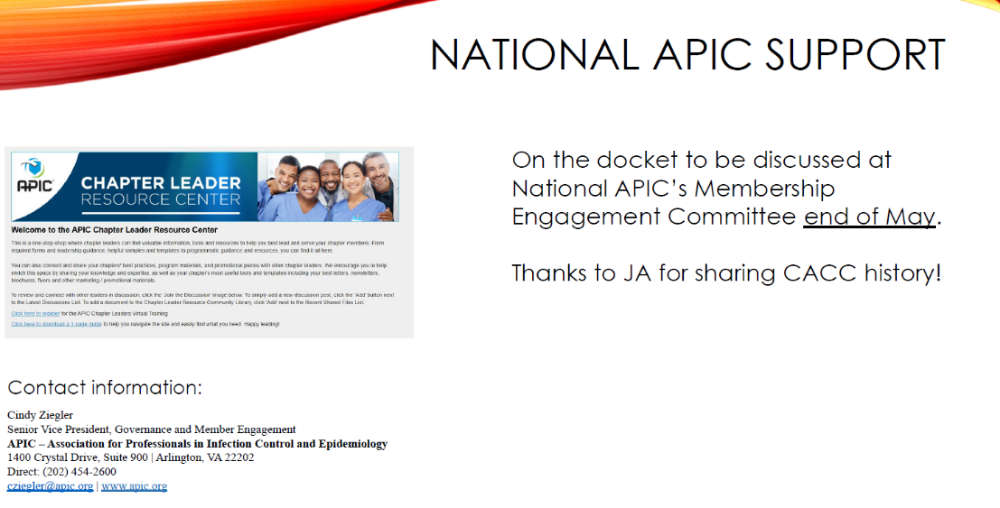 NATIONAL APIC SUPPORT
APIC
CHAPTER LEADER
RESOURCE CENTER
Welcome to the APIC Chapter Leader Resource Center
This is a one-stop-shop where chapter leaders can find valuable information, tools and resources to help you best lead and serve your chapter members. From
required forms and leadership guidance, helpful samples and templates to programmatic guidance and resources, you can find it all here.
You can also connect and share your chapters' best practices, program materials, and promotional pieces with other chapter leaders. We encourage you to help
enrich this space by sharing your knowledge and expertise, as well as your chapter's most useful tools and templates including your best letters, newsletters,
brochures, flyers and other marketing / promotional materials.
To review and connect with other leaders in discussion, click the 'Join the Discussion' image below. To simply add a new discussion post, click the 'Add' button next
to the Latest Discussions List. To add a document to the Chapter Leader Resource Community Library, click 'Add' next to the Recent Shared Files List.
Click here to register for the APIC Chapter Leaders Virtual Training
Click here to download a 1-page guide to help you navigate the site and easily find what you need. Happy leading!
On the docket to be discussed at
National APIC's Membership
Engagement Committee end of May.
Thanks to JA for sharing CACC history!
Contact information:
Cindy Ziegler
Senior Vice President, Governance and Member Engagement
APIC – Association for Professionals in Infection Control and Epidemiology
1400 Crystal Drive, Suite 900 | Arlington, VA 22202
Direct: (202) 454-2600
cziegler@apic.org | www.apic.org